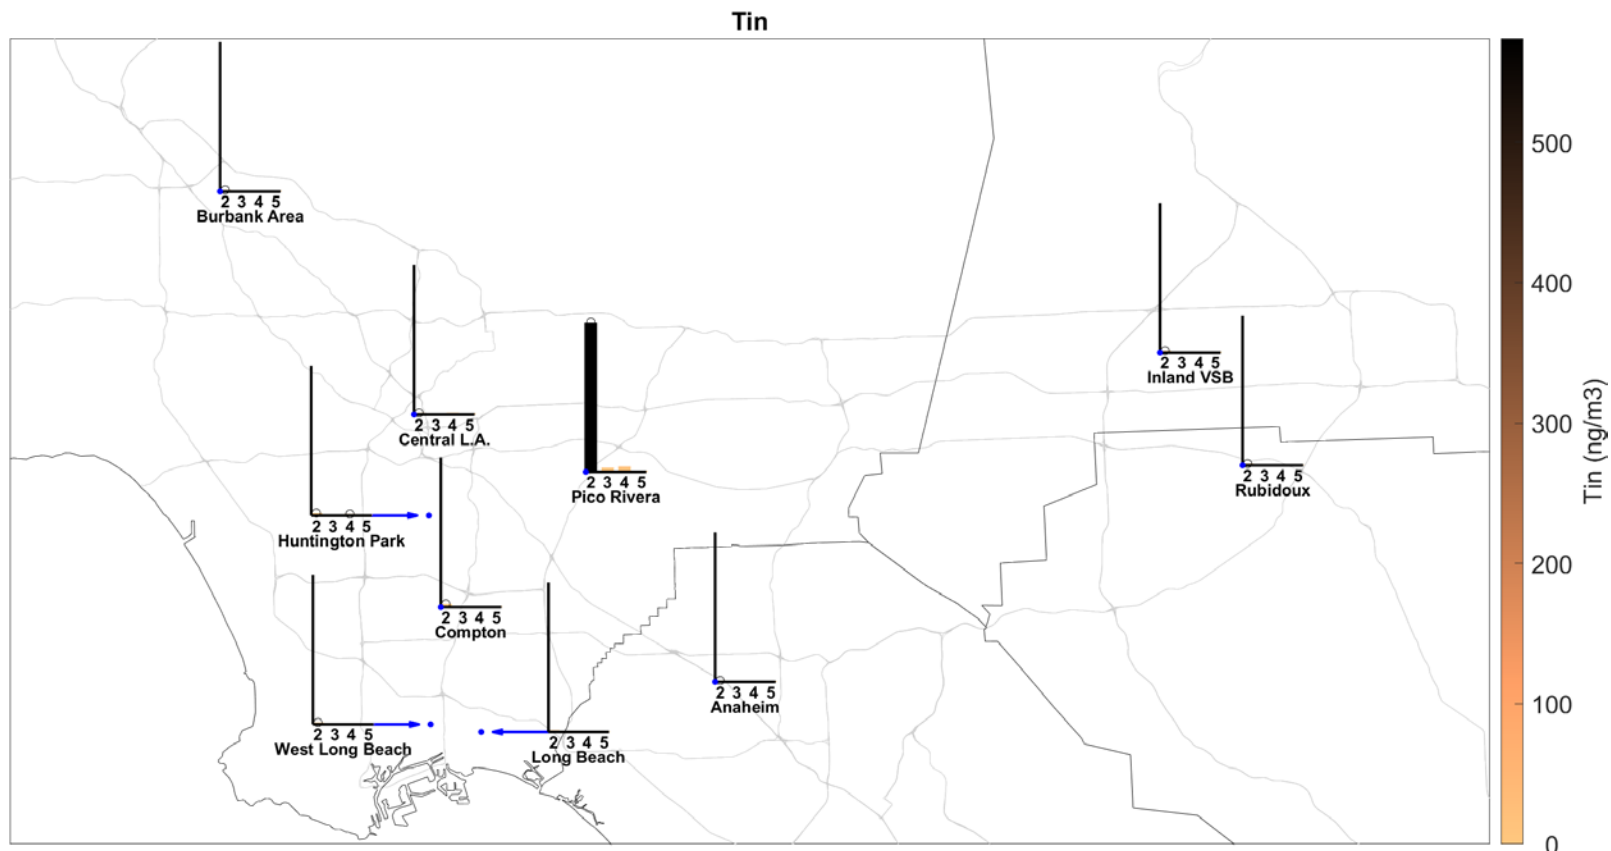 Tin
2 3 4 5
Burbank Area
2 3 4 5
Central L.A.
2 3 4 5
Pico Rivera
2 3 4 5
Inland VSB
2 3 4 5
Rubidoux
2 3 4 5
Huntington Park
2 3 4 5
Compton
2 3 4 5
Anaheim
2 3 4 5
West Long Beach
2 3 4 5
Long Beach
500
400
300
200
100
0
Tin (ng/m3)